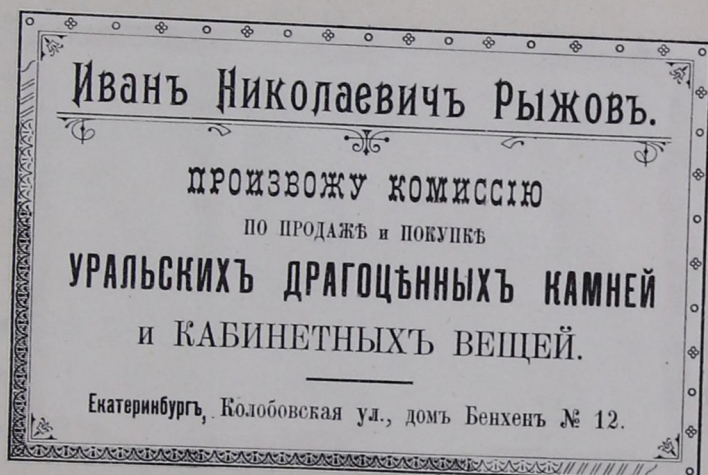 Иванъ Николаевичъ Рыжовъ.
ПРОИЗВОЖУ КОМИССІЮ
ПО ПРОДАЖѢ и ПОКУПКѢ
УРАЛЬСКИХЪ ДРАГОЦѢННЫХЪ КАМНЕЙ
и КАБИНЕТНЫХЪ ВЕЩЕЙ.
Екатеринбургъ, Колобовская ул., домъ Бенхенъ № 12.